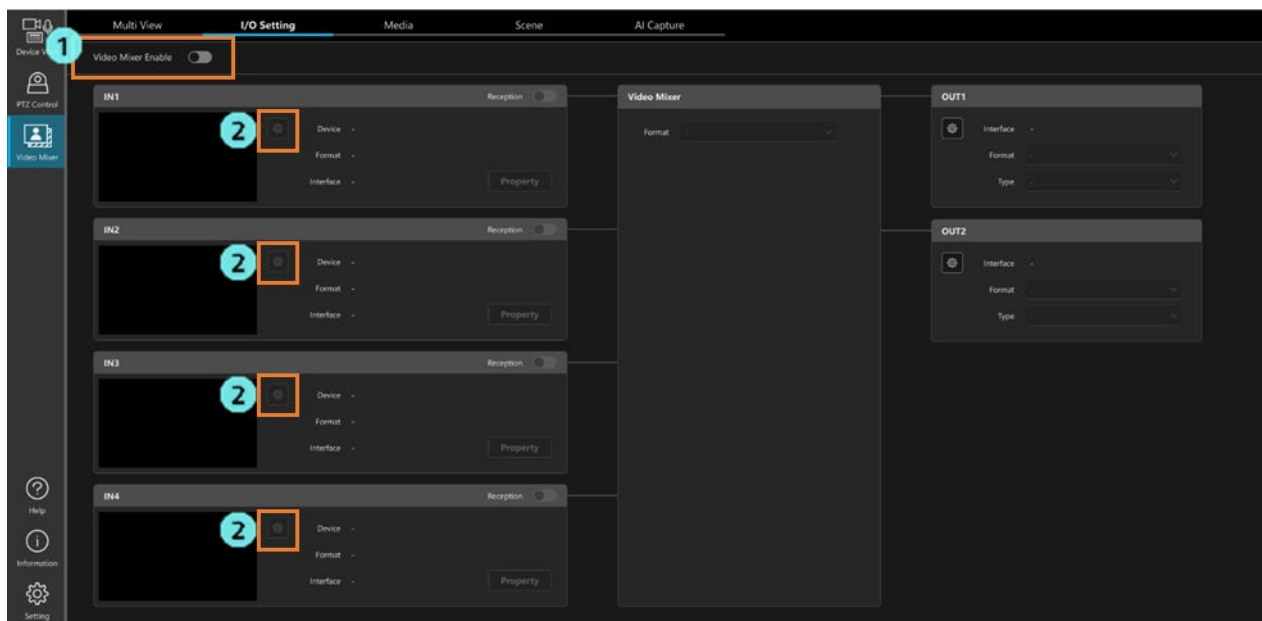 Multi View
I/O Setting
Media
Scene
AI Capture
1
Video Mixer Enable
PTZ Control
Video Mixer
Help
Information
Setting
IN1
Reception
2
Device -
Format -
Interface -
Property
IN2
Reception
2
Device -
Format -
Interface -
Property
IN3
Reception
2
Device -
Format -
Interface -
Property
IN4
Reception
2
Device -
Format -
Interface -
Property
Video Mixer
Format -
OUT1
Interface -
Format -
Type -
OUT2
Interface -
Format -
Type -